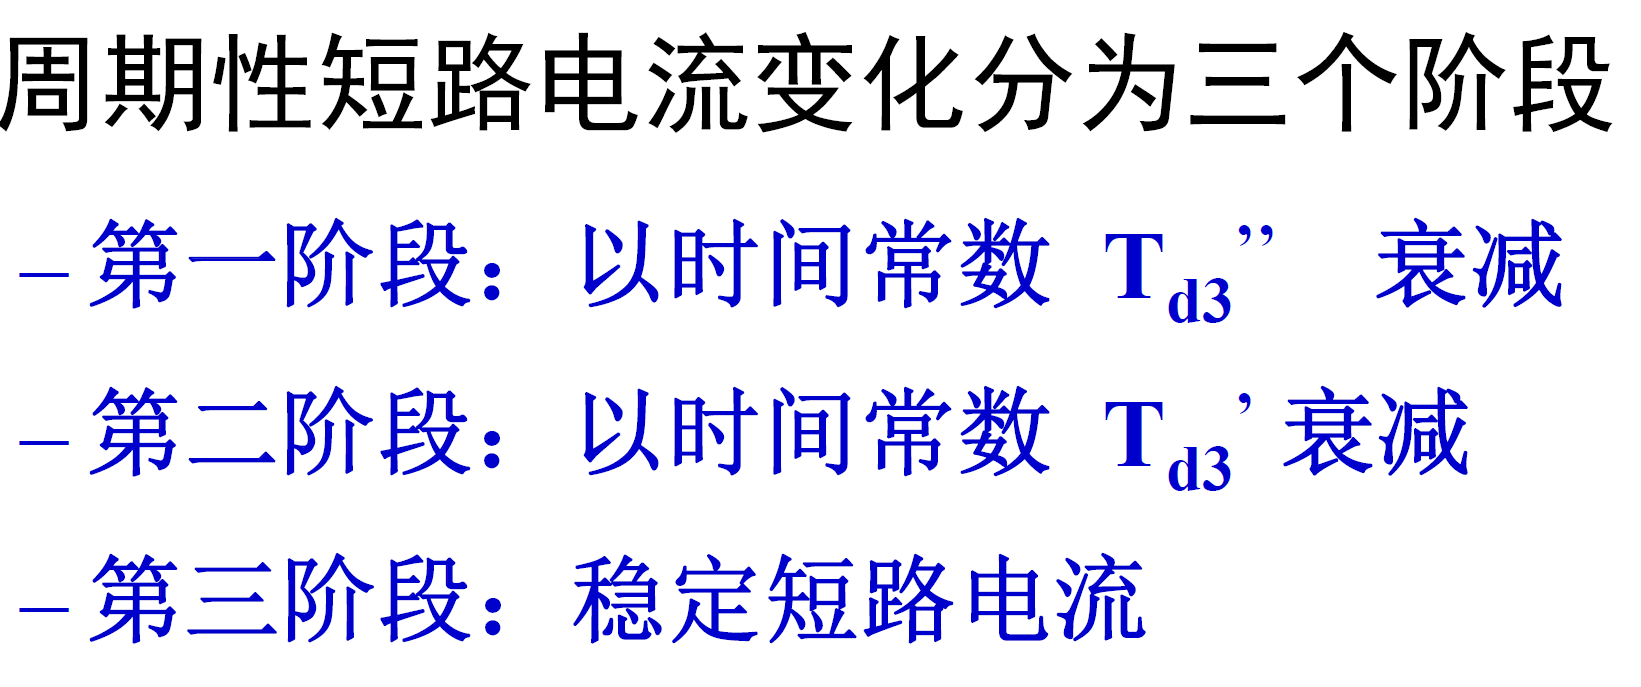 周期性短路电流变化分为三个阶段
– 第一阶段：以时间常数 Td3’’ 衰减
– 第二阶段：以时间常数 Td3’ 衰减
– 第三阶段：稳定短路电流